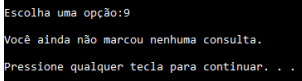 Escolha uma opção:9
Você ainda não marcou nenhuma consulta.
Pressione qualquer tecla para continuar. . .